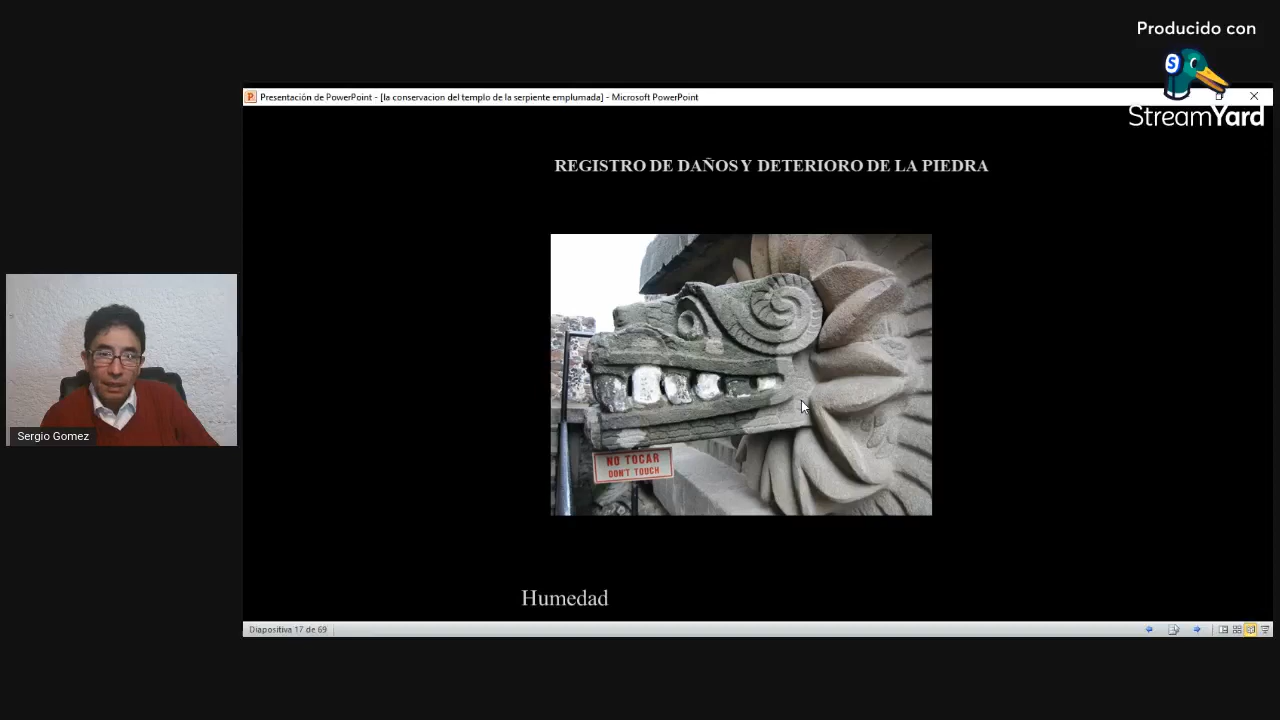 Producido con
StreamYard
Presentación de PowerPoint - [la conservacion del templo de la serpiente emplumada] - Microsoft PowerPoint
REGISTRO DE DAÑOS Y DETERIORO DE LA PIEDRA
NO TOCAR
DON'T TOUCH
Sergio Gomez
Humedad
Diapositiva 17 de 69